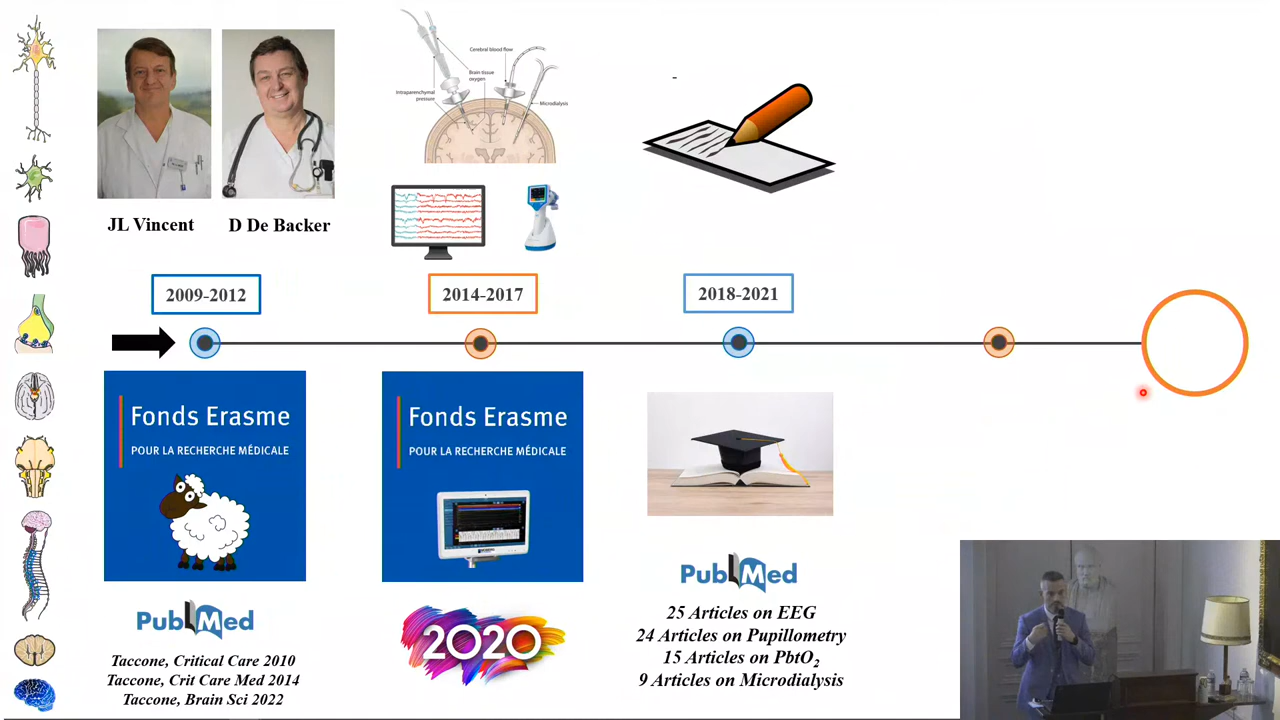 JL Vincent
D De Backer
Intraparenchymal
pressure
Brain tissue
oxygen
Cerebral blood flow
Microdialysis
2009-2012
2014-2017
2018-2021
Fonds Erasme
POUR LA RECHERCHE MÉDICALE
Fonds Erasme
POUR LA RECHERCHE MÉDICALE
PubMed
Taccone, Critical Care 2010
Taccone, Crit Care Med 2014
Taccone, Brain Sci 2022
2020
PubMed
25 Articles on EEG
24 Articles on Pupillometry
15 Articles on PbtO₂
9 Articles on Microdialysis